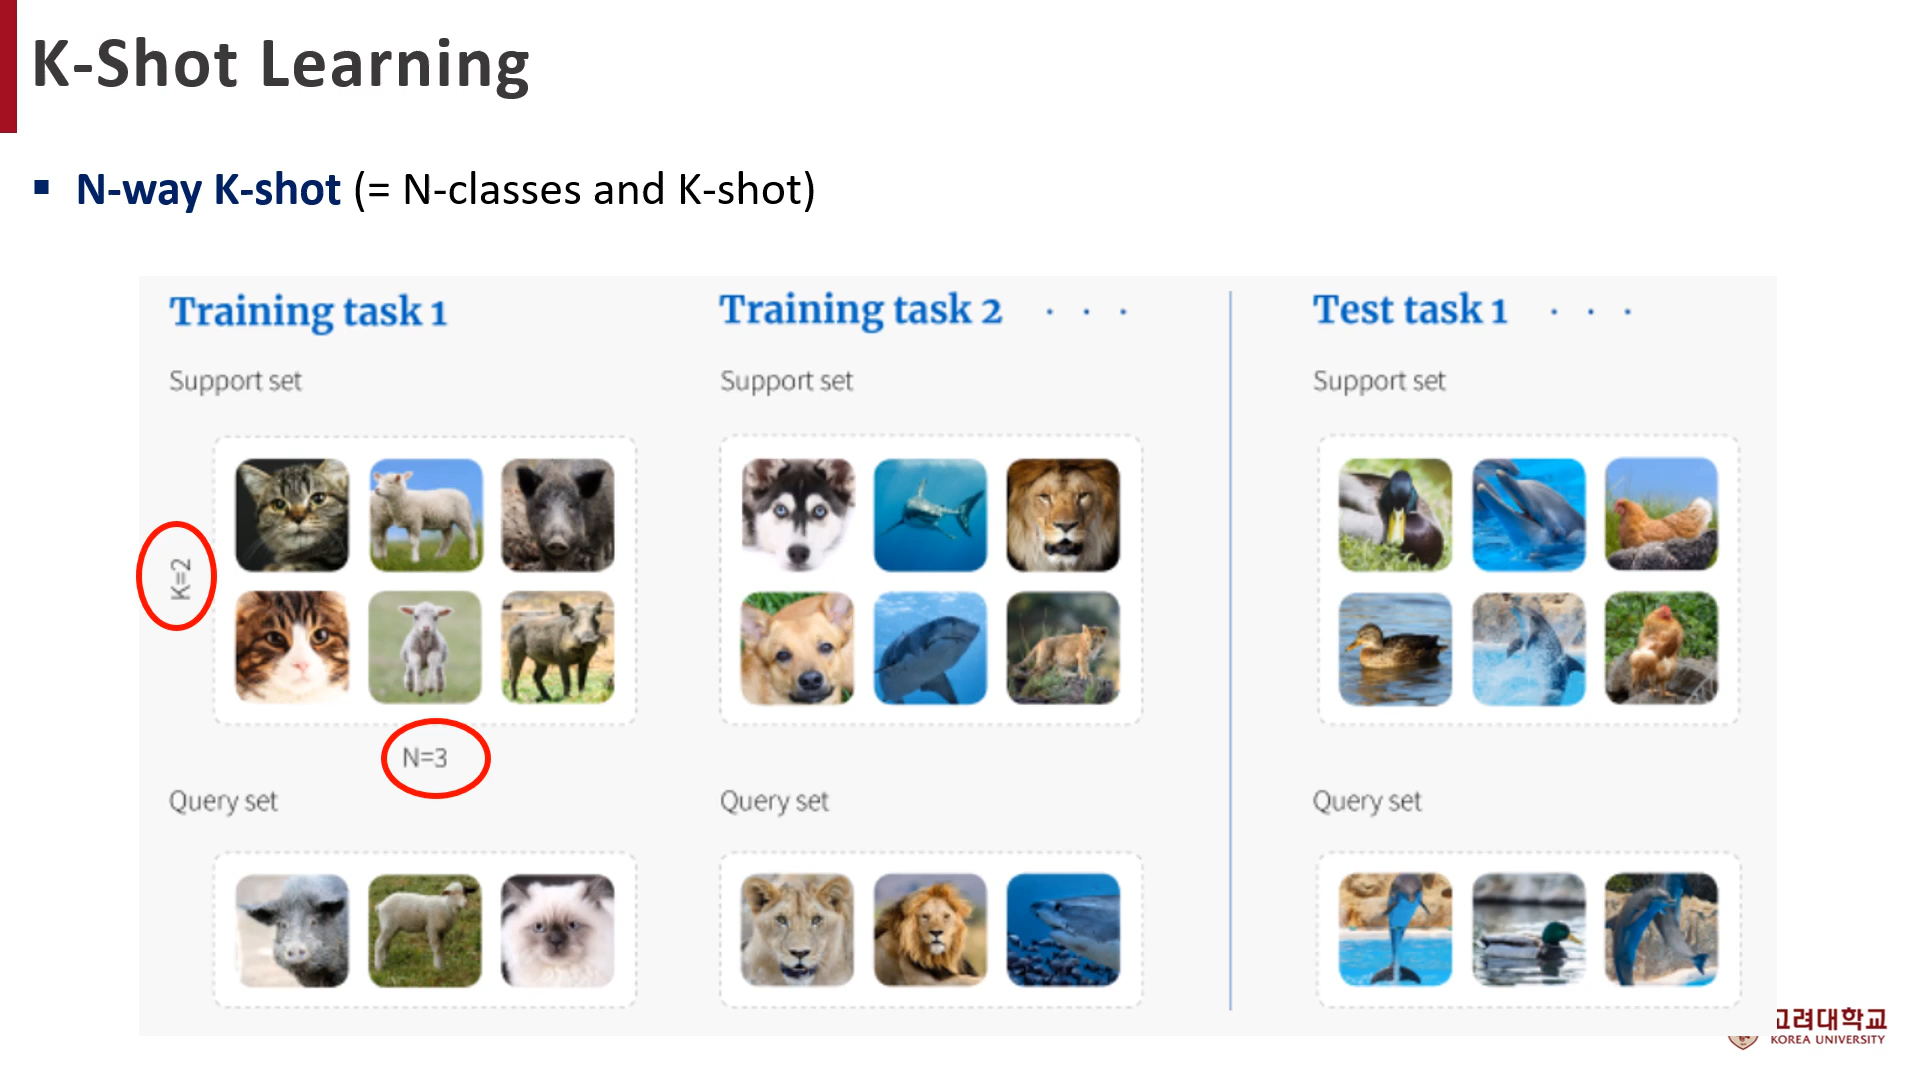 K-Shot Learning
▪ N-way K-shot (= N-classes and K-shot)
Training task 1
Training task 2 . . .
Test task 1 . . .
Support set
Support set
Support set
K=2
N=3
Query set
Query set
Query set
고려대학교
KOREA UNIVERSITY